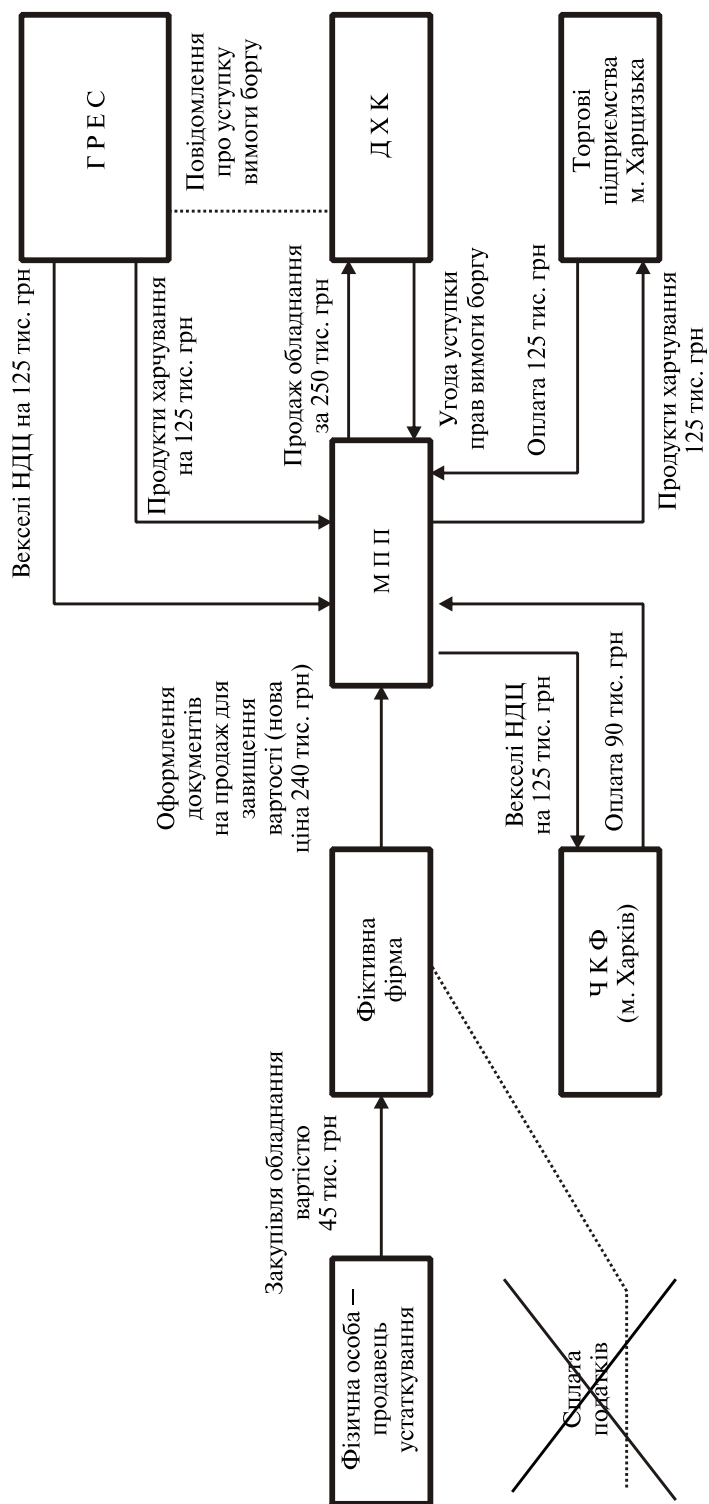 Фізична особа –
продавець
устаткування
Закупівля обладнання
вартістю
45 тис. грн
Фіктивна
фірма
Сплата
податків
Оформлення
документів
на продаж для
завищення
вартості (нова
ціна 240 тис. грн)
М П П
Векселі НДЦ на 125 тис. грн
Продукти харчування
на 125 тис. грн
Г Р Е С
Повідомлення
про уступку
вимоги боргу
Продаж обладнання
за 250 тис. грн
Д Х К
Угода уступки
прав вимоги боргу
Оплата 125 тис. грн
Торгові
підприємства
м. Харцизька
Продукти харчування
125 тис. грн
Векселі НДЦ
на 125 тис. грн
Оплата 90 тис. грн
Ч К Ф
(м. Харків)